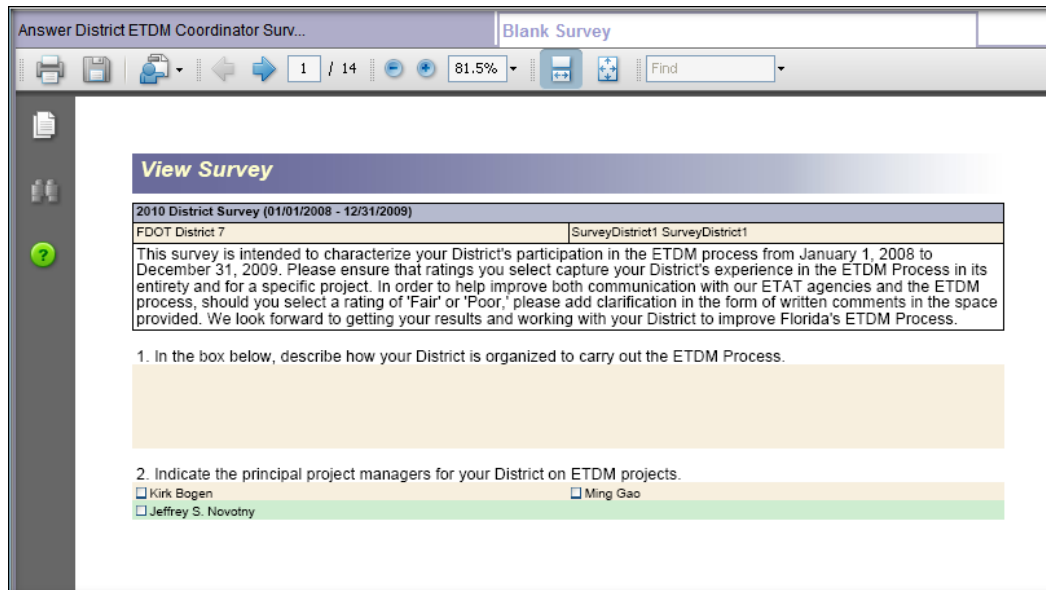 Answer District ETDM Coordinator Surv...
Blank Survey
1 / 14
81.5%
Find
?
View Survey
2010 District Survey (01/01/2008 - 12/31/2009)
FDOT District 7
SurveyDistrict1 SurveyDistrict1
This survey is intended to characterize your District's participation in the ETDM process from January 1, 2008 to
December 31, 2009. Please ensure that ratings you select capture your District's experience in the ETDM Process in its
entirety and for a specific project. In order to help improve both communication with our ETAT agencies and the ETDM
process, should you select a rating of 'Fair' or 'Poor,' please add clarification in the form of written comments in the space
provided. We look forward to getting your results and working with your District to improve Florida's ETDM Process.
1. In the box below, describe how your District is organized to carry out the ETDM Process.
2. Indicate the principal project managers for your District on ETDM projects.
Kirk Bogen
Ming Gao
Jeffrey S. Novotny